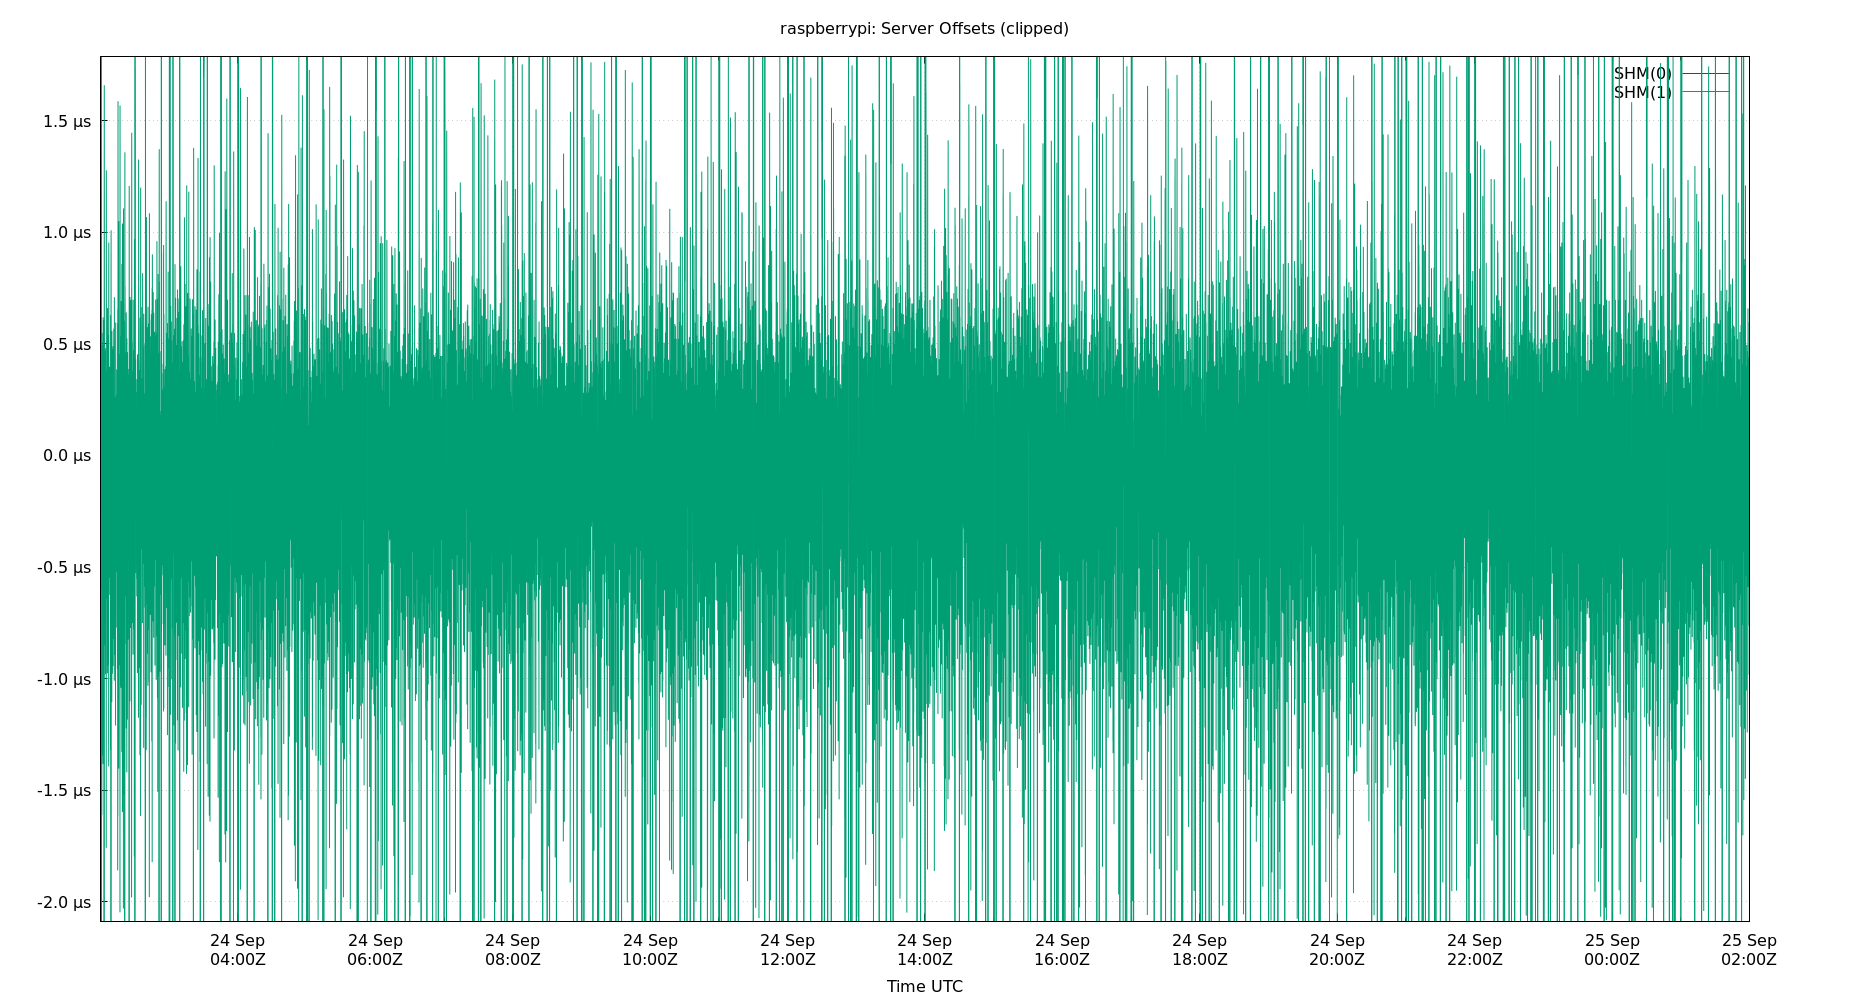 raspberrypi: Server Offsets (clipped)
SHM(0)
SHM(1)
1.5 µs
1.0 µs
0.5 µs
0.0 µs
-0.5 µs
-1.0 µs
-1.5 µs
-2.0 µs
24 Sep 24 Sep 24 Sep 24 Sep 24 Sep 24 Sep 24 Sep 24 Sep 24 Sep 24 Sep 25 Sep 25 Sep
04:00Z 06:00Z 08:00Z 10:00Z 12:00Z 14:00Z 16:00Z 18:00Z 20:00Z 22:00Z 00:00Z 02:00Z
Time UTC